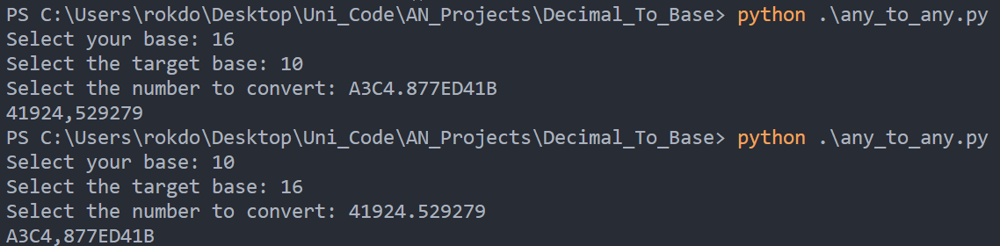 PS C:\Users\rokdo\Desktop\Uni_Code\AN_Projects\Decimal_To_Base> python .\any_to_any.py
Select your base: 16
Select the target base: 10
Select the number to convert: A3C4.877ED41B
41924,529279
PS C:\Users\rokdo\Desktop\Uni_Code\AN_Projects\Decimal_To_Base> python .\any_to_any.py
Select your base: 10
Select the target base: 16
Select the number to convert: 41924.529279
A3C4,877ED41B